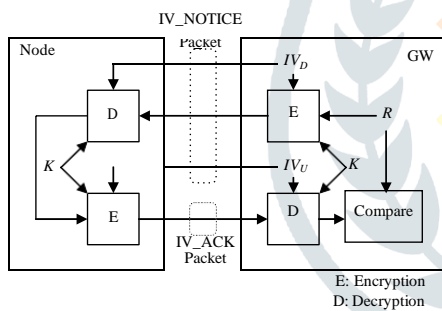 IV_NOTICE
Packet
Node
GW
IV_D
D
E
R
K
IV_U
K
E
D
Compare
IV_ACK
Packet
E: Encryption
D: Decryption